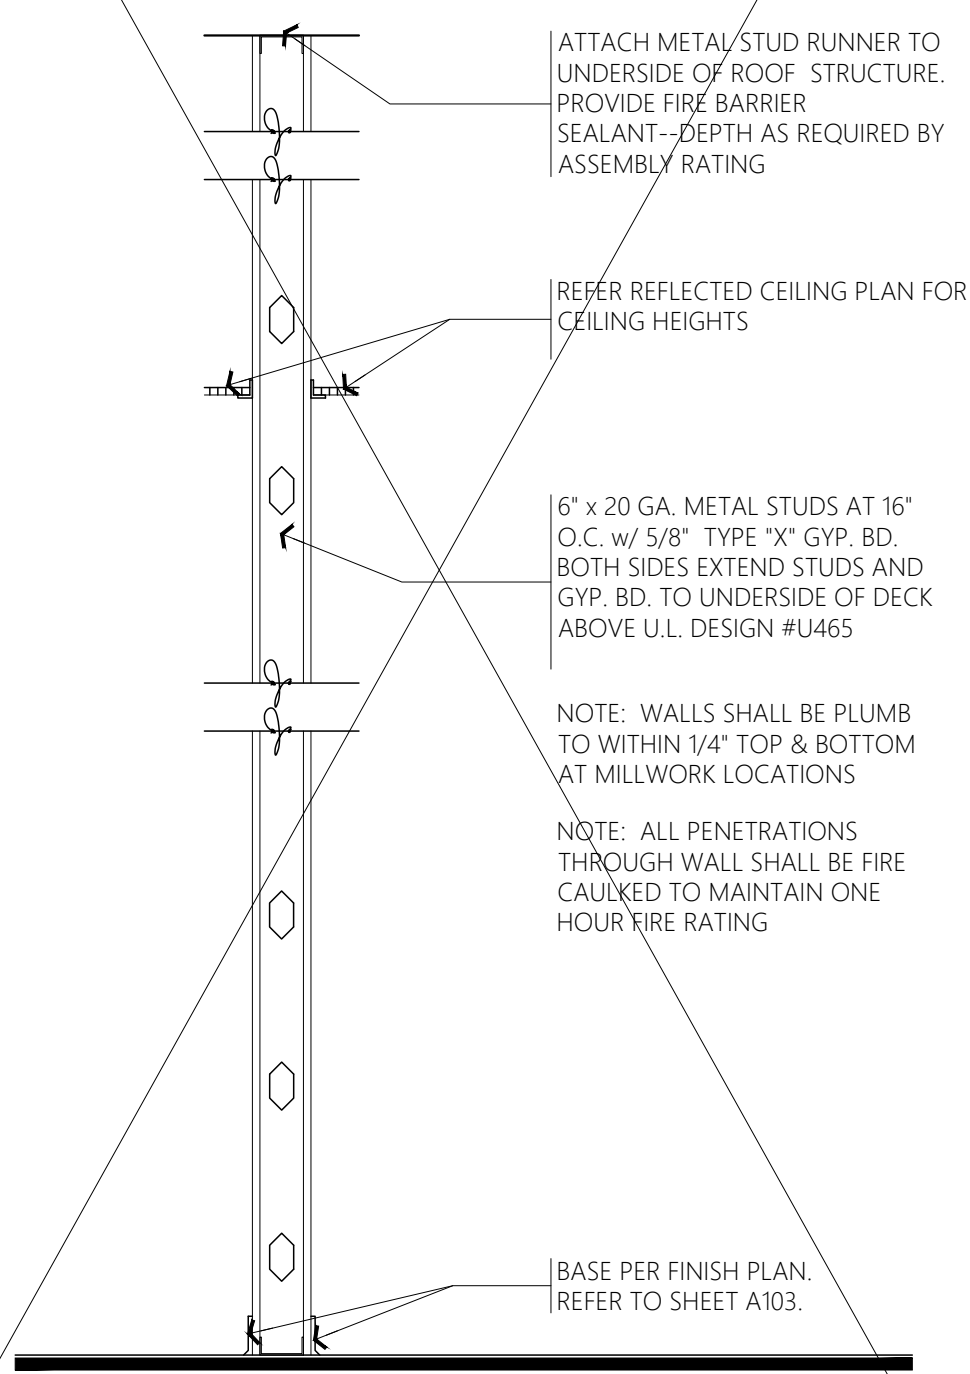 ATTACH METAL STUD RUNNER TO
UNDERSIDE OF ROOF STRUCTURE.
PROVIDE FIRE BARRIER
SEALANT--DEPTH AS REQUIRED BY
ASSEMBLY RATING
REFER REFLECTED CEILING PLAN FOR
CEILING HEIGHTS
6" x 20 GA. METAL STUDS AT 16"
O.C. w/ 5/8" TYPE "X" GYP. BD.
BOTH SIDES EXTEND STUDS AND
GYP. BD. TO UNDERSIDE OF DECK
ABOVE U.L. DESIGN #U465
NOTE: WALLS SHALL BE PLUMB
TO WITHIN 1/4" TOP & BOTTOM
AT MILLWORK LOCATIONS
NOTE: ALL PENETRATIONS
THROUGH WALL SHALL BE FIRE
CAULKED TO MAINTAIN ONE
HOUR FIRE RATING
BASE PER FINISH PLAN.
REFER TO SHEET A103.